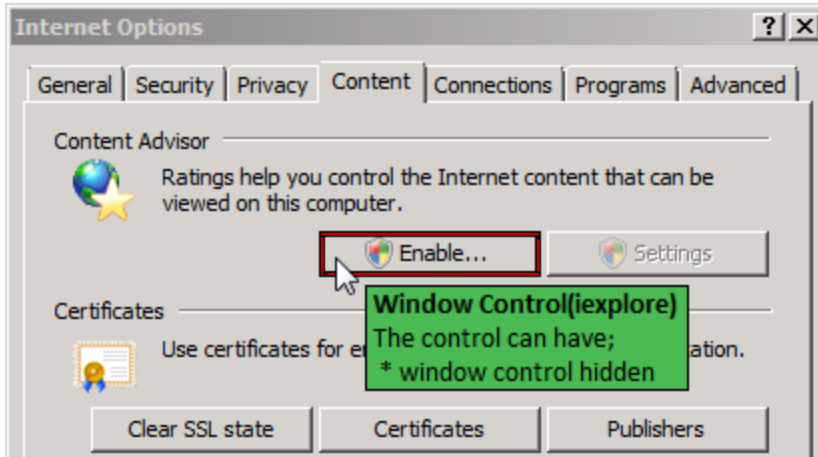 Internet Options
? X
General Security Privacy Content Connections Programs Advanced
Content Advisor
Ratings help you control the Internet content that can be
viewed on this computer.
Enable... Settings
Window Control(iexplore)
The control can have;
* window control hidden
Certificates
Use certificates for ation.
Clear SSL state Certificates Publishers